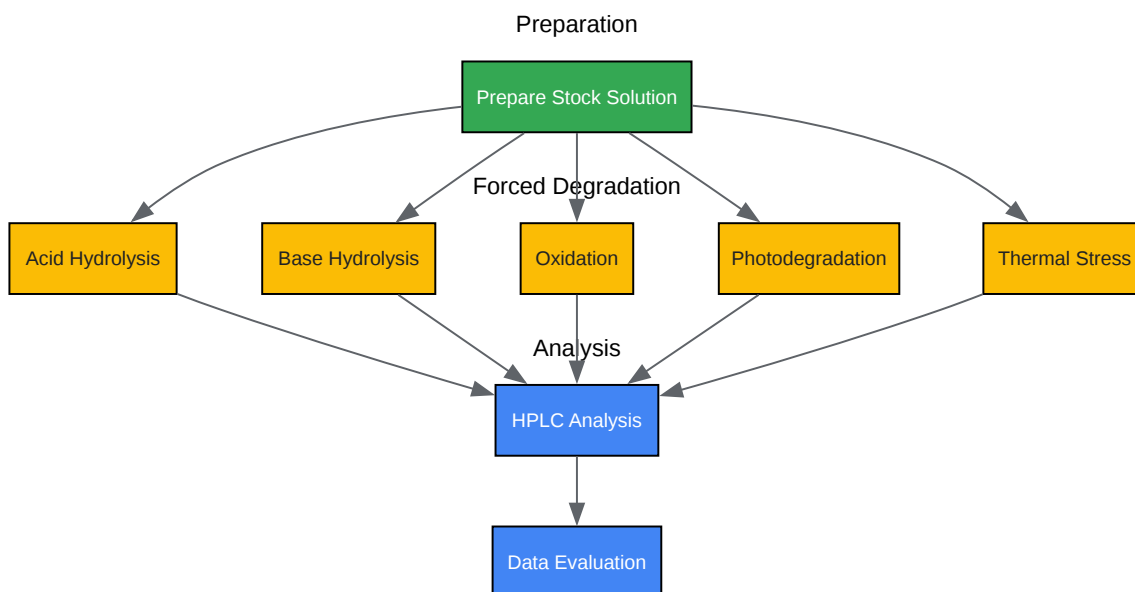 Preparation
Prepare Stock Solution
Forced Degradation
Acid Hydrolysis
Base Hydrolysis
Oxidation
Photodegradation
Thermal Stress
Analysis
HPLC Analysis
Data Evaluation